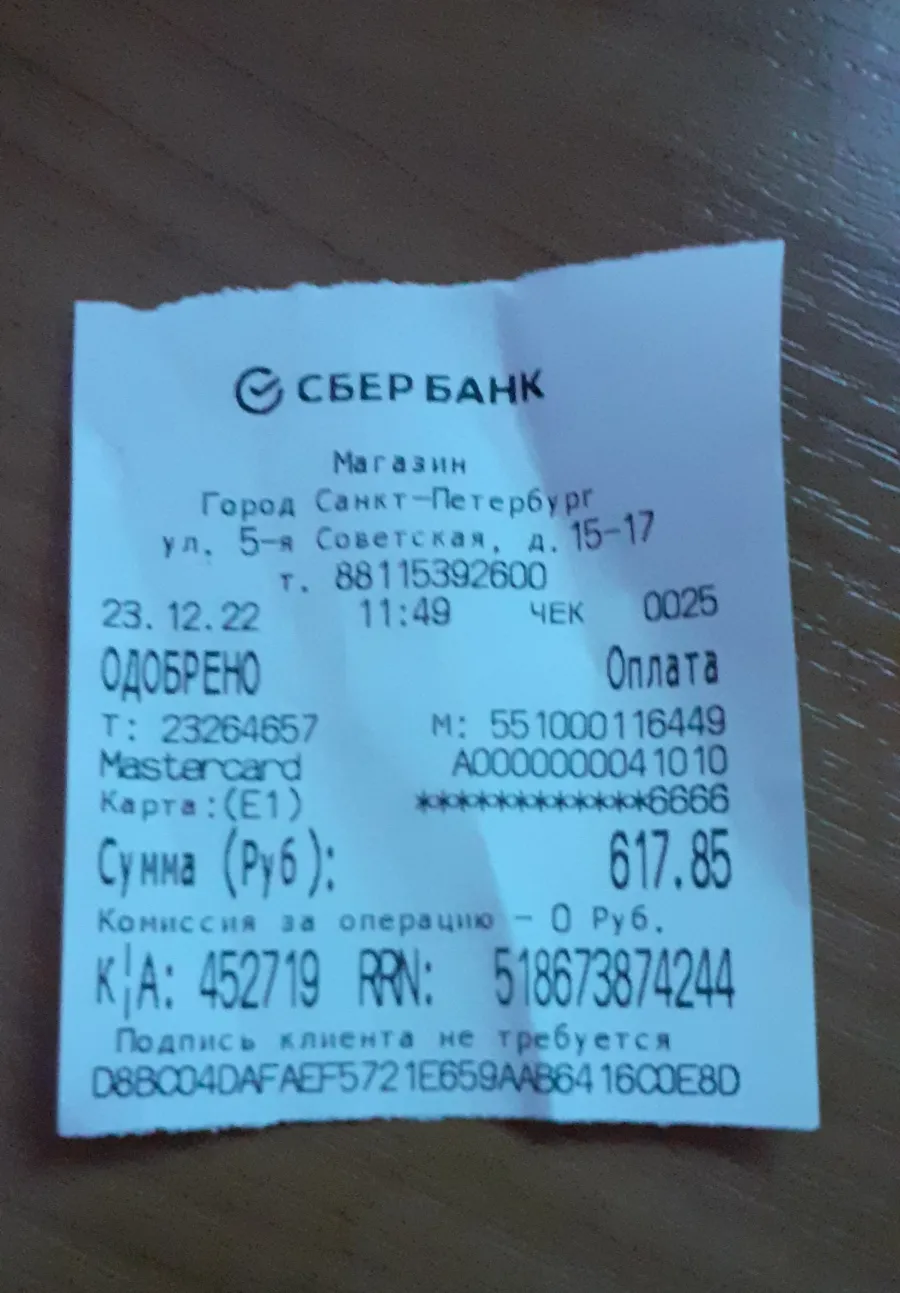 СБЕР БАНК
Магазин
Город Санкт-Петербург
ул. 5-я Советская, д. 15-17
т. 88115392600
23.12.22 11:49 ЧЕК 0025
ОДОБРЕНО Оплата
Т: 23264657 М: 551000116449
Mastercard A0000000041010
Карта:(E1) ************6666
Сумма (Руб): 617.85
Комиссия за операцию - 0 Руб.
К/А: 452719 RRN: 518673874244
Подпись клиента не требуется
D8BC04DAFAEF5721E659AAB6416C0E8D